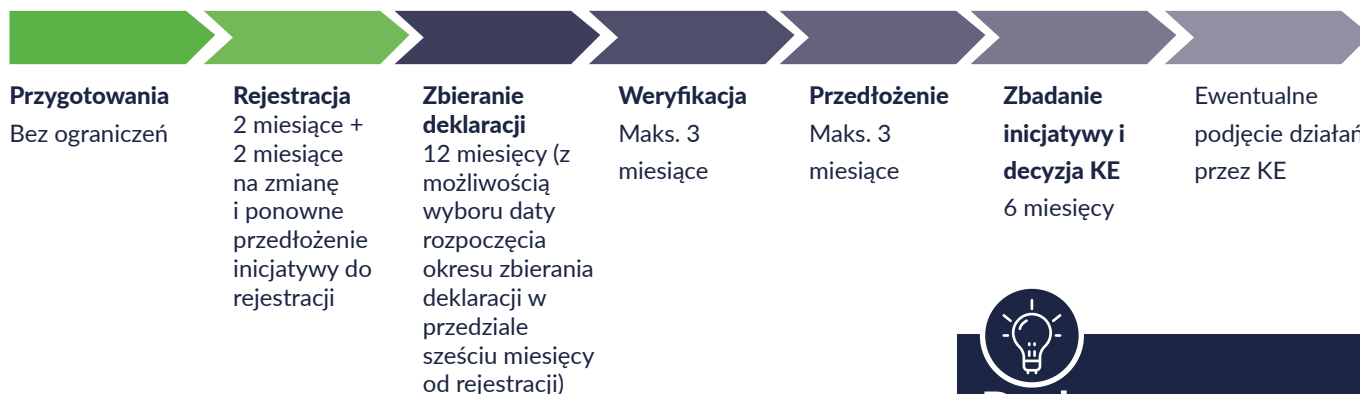 Przygotowania
Bez ograniczeń
Rejestracja
2 miesiące +
2 miesiące
na zmianę
i ponowne
przedłożenie
inicjatywy do
rejestracji
Zbieranie
deklaracji
12 miesięcy (z
możliwością
wyboru daty
rozpoczęcia
okresu zbierania
deklaracji w
przedziale
sześciu miesięcy
od rejestracji)
Weryfikacja
Maks. 3
miesiące
Przedłożenie
Maks. 3
miesiące
Zbadanie
inicjatywy i
decyzja KE
6 miesięcy
Ewentualne
podjęcie działań
przez KE